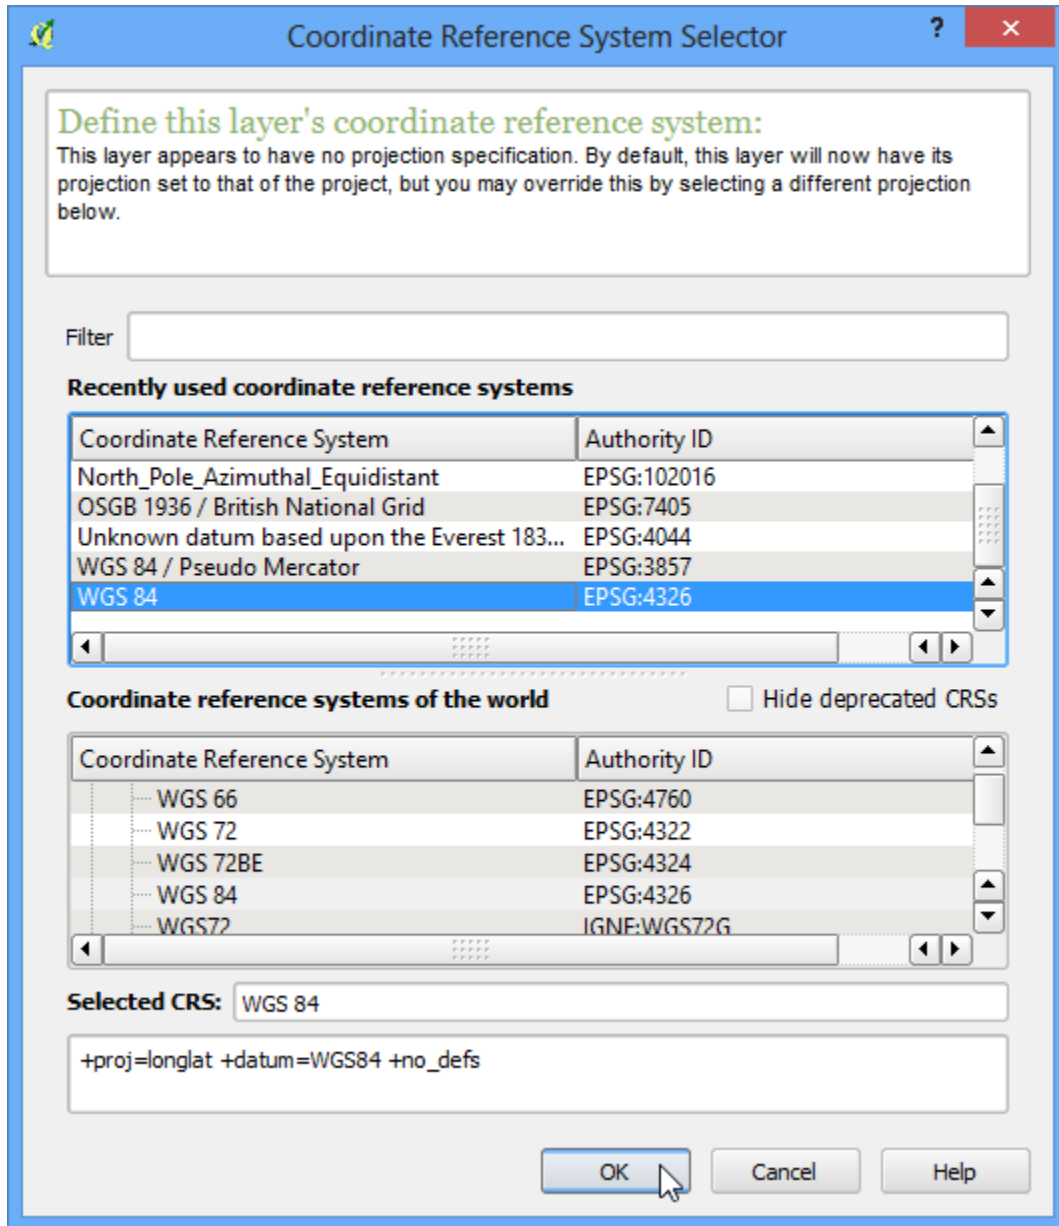 Coordinate Reference System Selector
?
Define this layer's coordinate reference system:
This layer appears to have no projection specification. By default, this layer will now have its
projection set to that of the project, but you may override this by selecting a different projection
below.
Filter
Recently used coordinate reference systems
Coordinate Reference System Authority ID
North_Pole_Azimuthal_Equidistant EPSG:102016
OSGB 1936 / British National Grid EPSG:7405
Unknown datum based upon the Everest 183... EPSG:4044
WGS 84 / Pseudo Mercator EPSG:3857
WGS 84 EPSG:4326
Coordinate reference systems of the world Hide deprecated CRSs
Coordinate Reference System Authority ID
WGS 66 EPSG:4760
WGS 72 EPSG:4322
WGS 72BE EPSG:4324
WGS 84 EPSG:4326
WGS72 IGNF:WGS72G
Selected CRS: WGS 84
+proj=longlat +datum=WGS84 +no_defs
OK Cancel Help